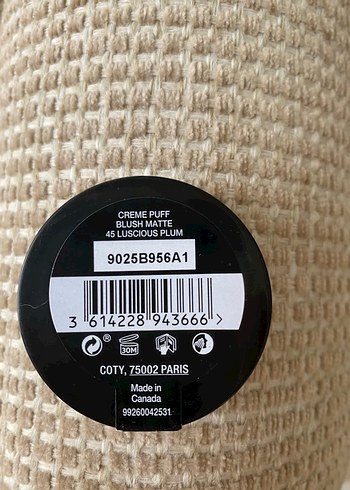 CREME PUFF
BLUSH MATTE
45 LUSCIOUS PLUM
9025B956A1
3 614228 943666 >
® 30M
COTY, 75002 PARIS
Made in
Canada
99260042531